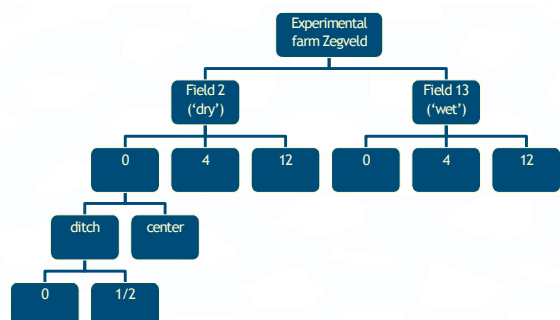 Experimental
farm Zegveld
Field 2
('dry')
Field 13
('wet')
0
4
12
0
4
12
ditch
center
0
1/2